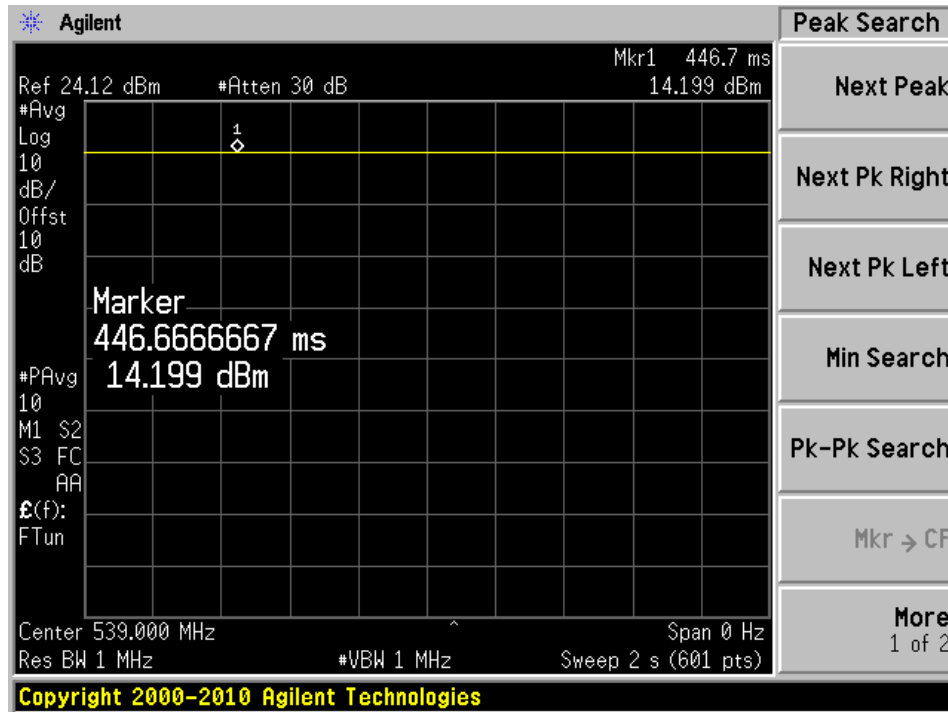 Agilent
Peak Search
Mkr1 446.7 ms
Ref 24.12 dBm #Atten 30 dB 14.199 dBm
#Avg
Log
10
dB/
Offst
10
dB
1
Marker
446.6666667 ms
14.199 dBm
#PAvg
10
M1 S2
S3 FC
AA
£(f):
FTun
Center 539.000 MHz Span 0 Hz
Res BW 1 MHz #VBW 1 MHz Sweep 2 s (601 pts)
Copyright 2000-2010 Agilent Technologies
Next Peak
Next Pk Right
Next Pk Left
Min Search
Pk-Pk Search
Mkr → CF
More
1 of 2